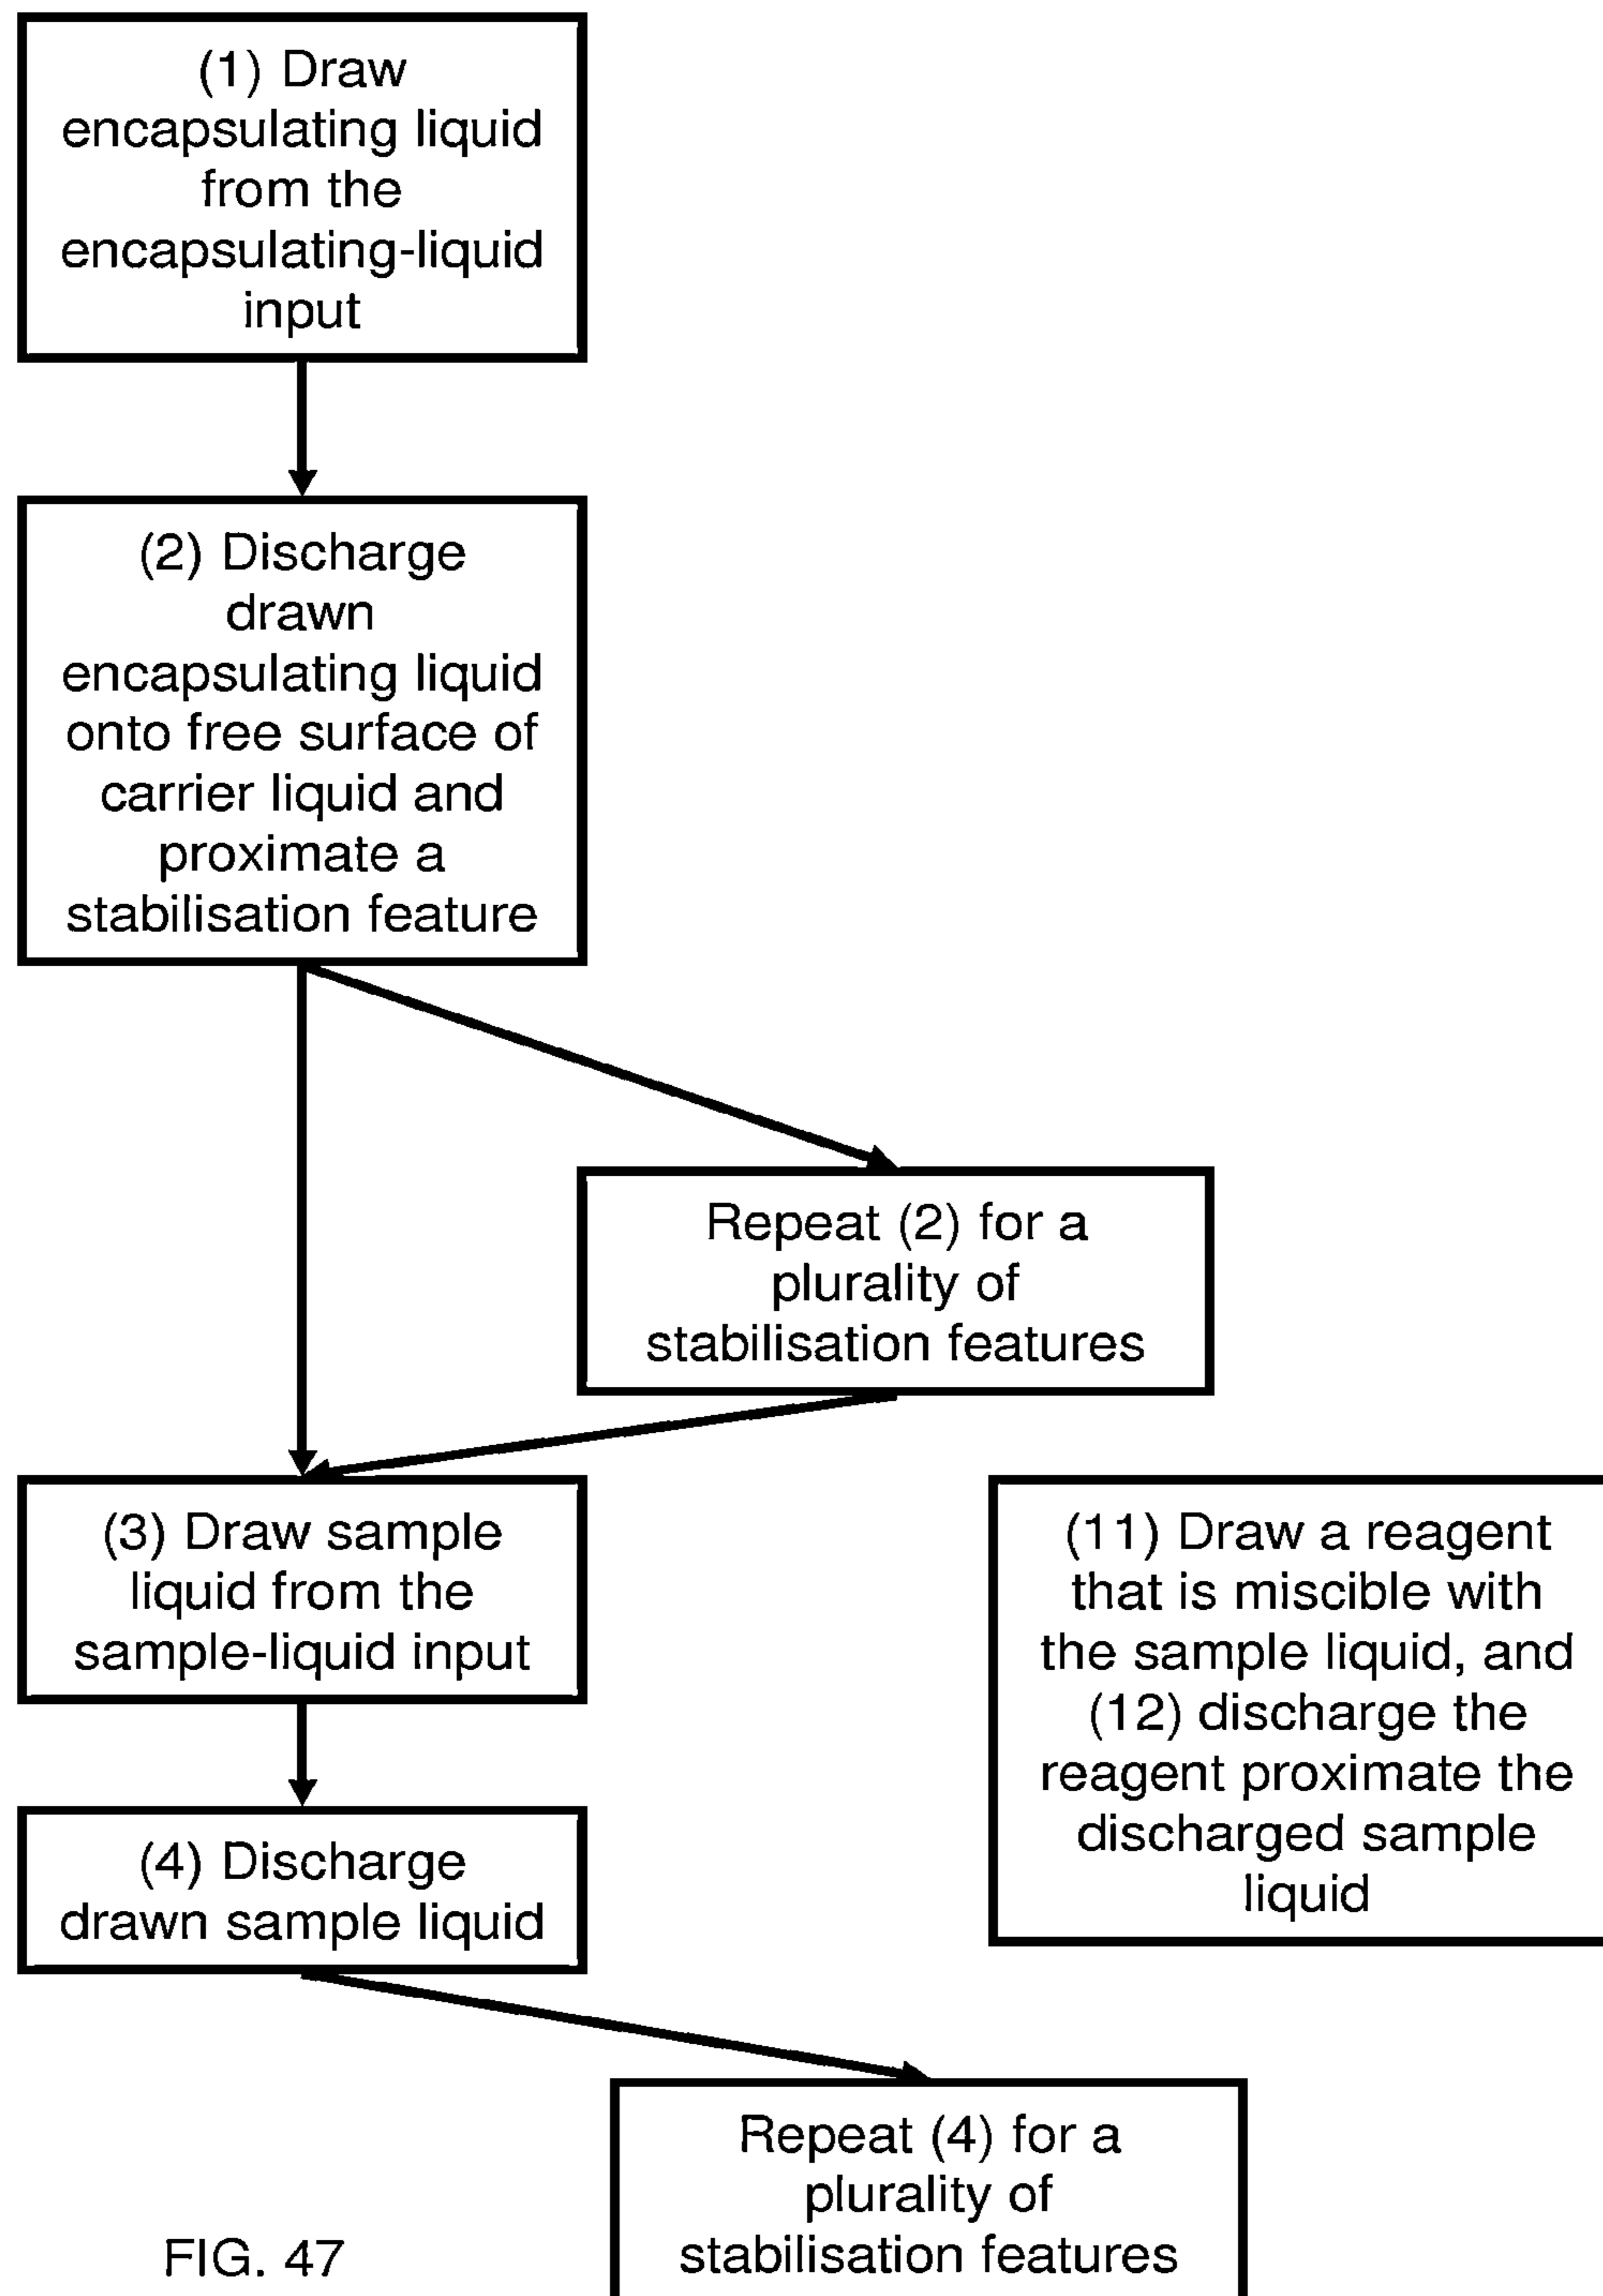 (1) Draw
encapsulating liquid
from the
encapsulating-liquid
input
(2) Discharge
drawn
encapsulating liquid
onto free surface of
carrier liquid and
proximate a
stabilisation feature
Repeat (2) for a
plurality of
stabilisation features
(3) Draw sample
liquid from the
sample-liquid input
(11) Draw a reagent
that is miscible with
the sample liquid, and
(12) discharge the
reagent proximate the
discharged sample
liquid
(4) Discharge
drawn sample liquid
Repeat (4) for a
plurality of
stabilisation features
FIG. 47